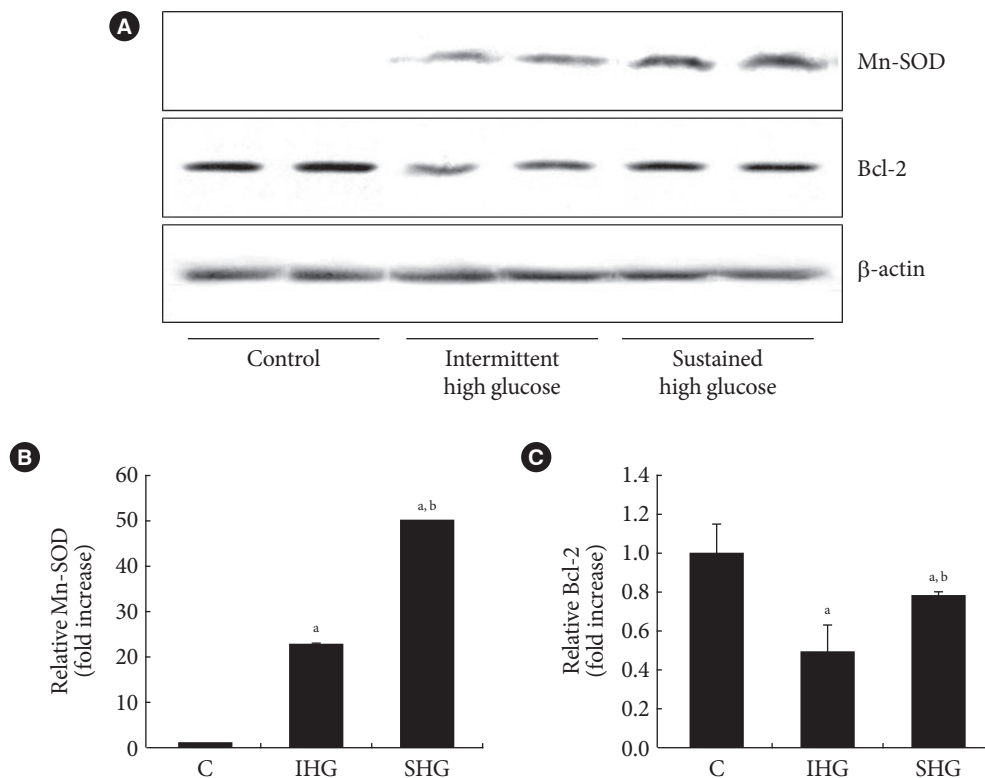 A
Mn-SOD
Bcl-2
β-actin
Control
Intermittent
high glucose
Sustained
high glucose
B
Relative Mn-SOD
(fold increase)
60
50
40
30
20
10
0
a
a, b
C
IHG
SHG
C
Relative Bcl-2
(fold increase)
1.4
1.2
1.0
0.8
0.6
0.4
0.2
0.0
a
a, b
C
IHG
SHG